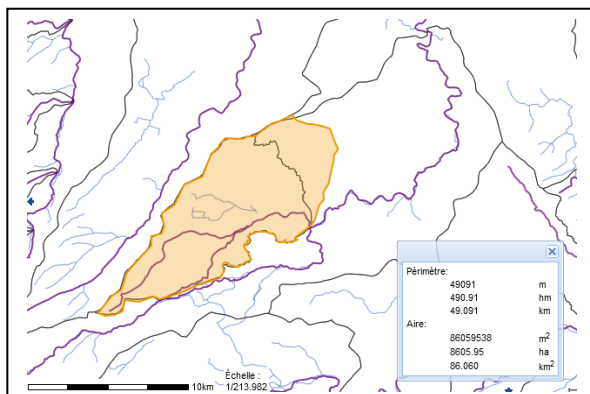 Périmètre:
49091 m
490.91 hm
49.091 km
Aire:
86059538 m²
8605.95 ha
86.060 km²
Échelle :
10km 1/213.982